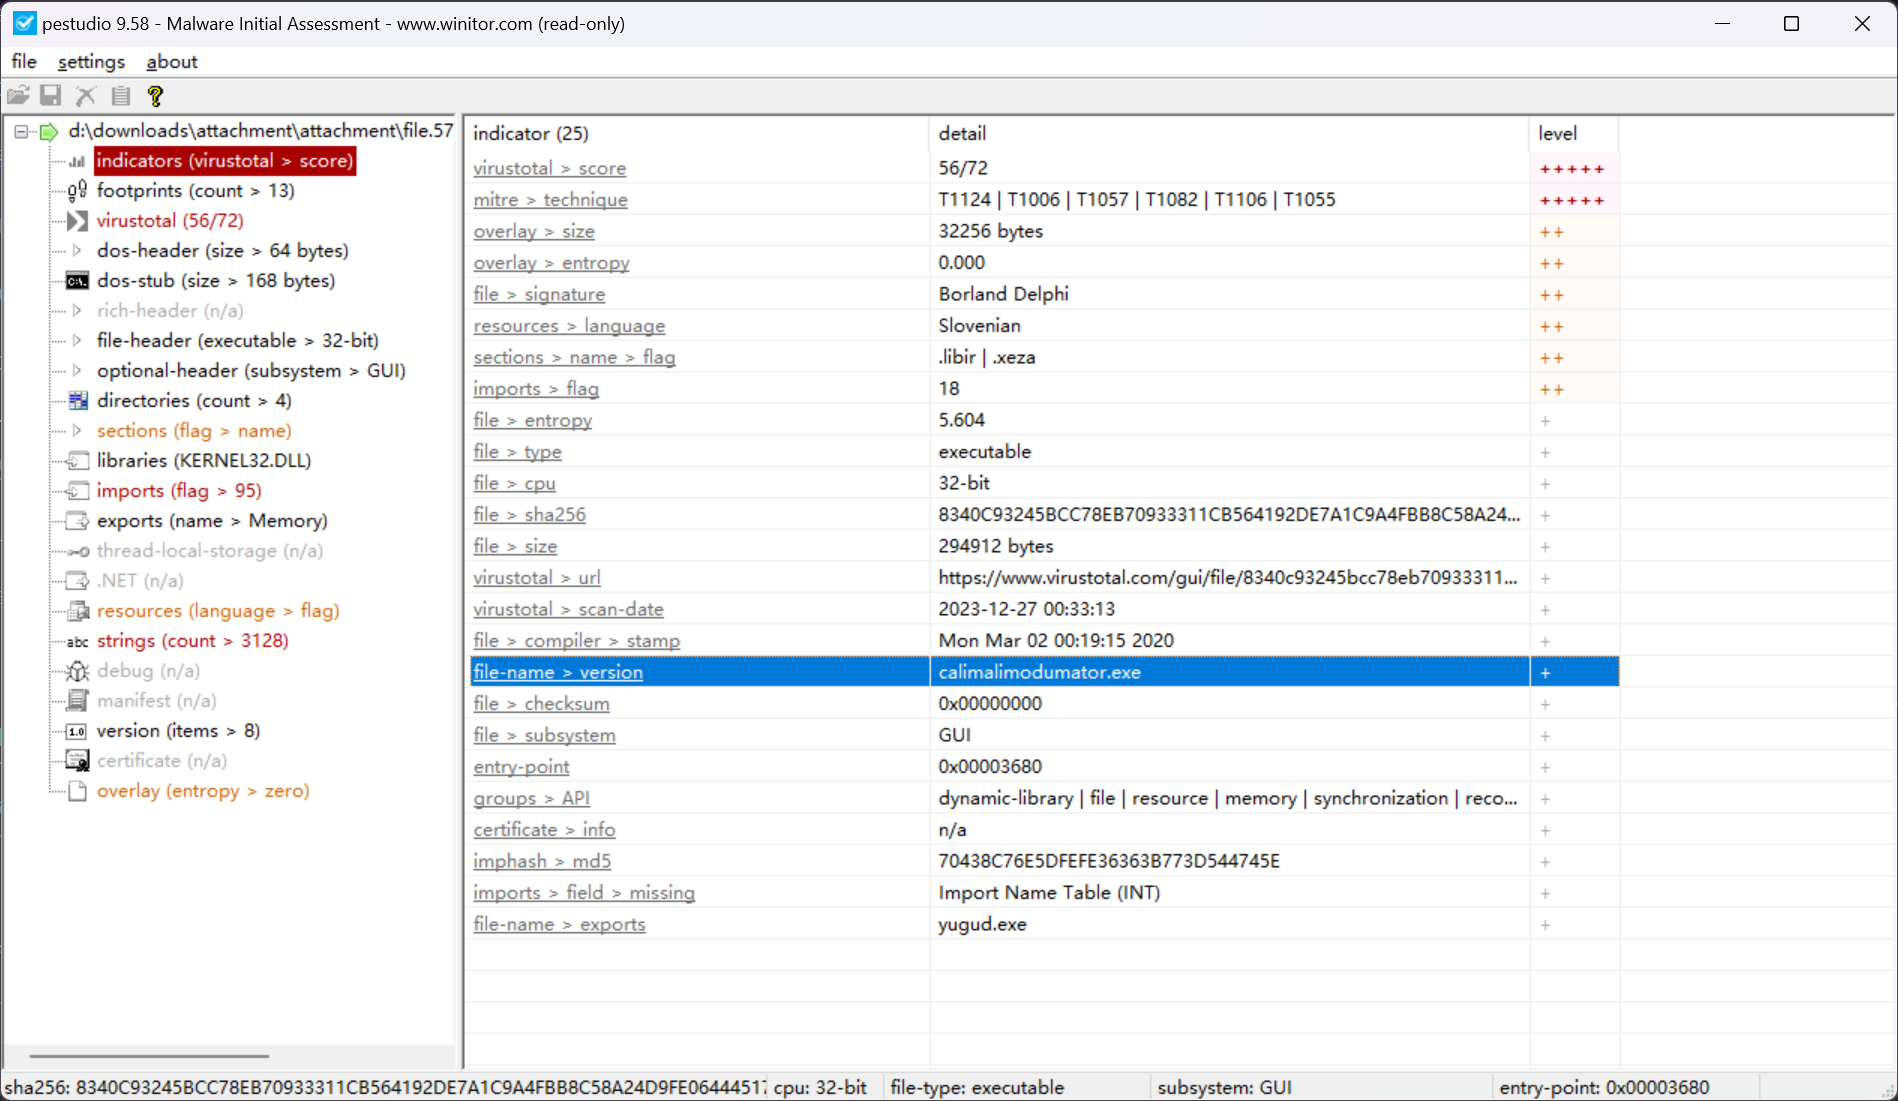 pestudio 9.58 - Malware Initial Assessment - www.winitor.com (read-only)
file settings about
d:\downloads\attachment\attachment\file.57
indicators (virustotal > score)
footprints (count > 13)
virustotal (56/72)
dos-header (size > 64 bytes)
dos-stub (size > 168 bytes)
rich-header (n/a)
file-header (executable > 32-bit)
optional-header (subsystem > GUI)
directories (count > 4)
sections (flag > name)
libraries (KERNEL32.DLL)
imports (flag > 95)
exports (name > Memory)
thread-local-storage (n/a)
.NET (n/a)
resources (language > flag)
abc strings (count > 3128)
debug (n/a)
manifest (n/a)
1.0 version (items > 8)
certificate (n/a)
overlay (entropy > zero)
indicator (25) detail level
virustotal > score 56/72 +++++
mitre > technique T1124 | T1006 | T1057 | T1082 | T1106 | T1055 +++++
overlay > size 32256 bytes ++
overlay > entropy 0.000 ++
file > signature Borland Delphi ++
resources > language Slovenian ++
sections > name > flag .libir | .xeza ++
imports > flag 18 ++
file > entropy 5.604 +
file > type executable +
file > cpu 32-bit +
file > sha256 8340C93245BCC78EB70933311CB564192DE7A1C9A4FBB8C58A24... +
file > size 294912 bytes +
virustotal > url https://www.virustotal.com/gui/file/8340c93245bcc78eb70933311... +
virustotal > scan-date 2023-12-27 00:33:13 +
file > compiler > stamp Mon Mar 02 00:19:15 2020 +
file-name > version calimalimodumator.exe +
file > checksum 0x00000000 +
file > subsystem GUI +
entry-point 0x00003680 +
groups > API dynamic-library | file | resource | memory | synchronization | reco... +
certificate > info n/a +
imphash > md5 70438C76E5DFEFE36363B773D544745E +
imports > field > missing Import Name Table (INT) +
file-name > exports yugud.exe +
sha256: 8340C93245BCC78EB70933311CB564192DE7A1C9A4FBB8C58A24D9FE06444517 cpu: 32-bit file-type: executable subsystem: GUI entry-point: 0x00003680